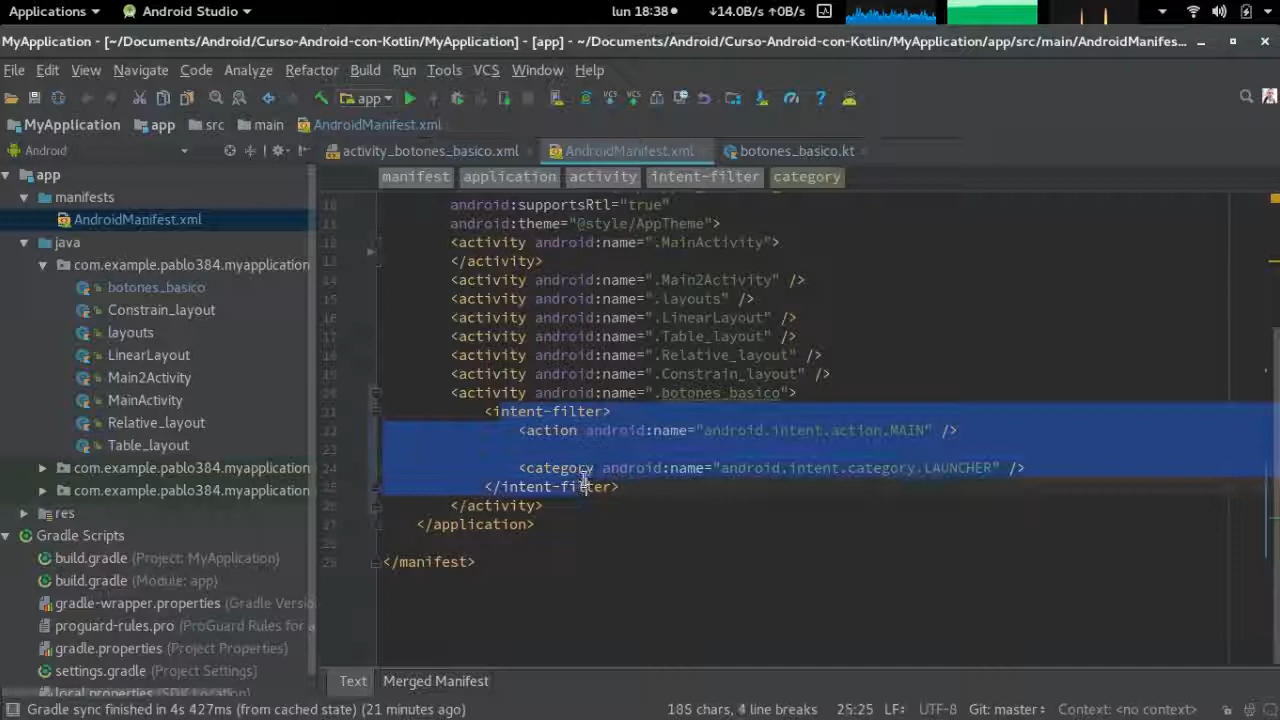 Applications
Android Studio
lun 18:38
↓14.0B/s ↑0B/s
MyApplication - [~/Documents/Android/Curso-Android-con-Kotlin/MyApplication] - [app] - ~/Documents/Android/Curso-Android-con-Kotlin/MyApplication/app/src/main/AndroidManifes...
File Edit View Navigate Code Analyze Refactor Build Run Tools VCS Window Help
app
MyApplication app src main AndroidManifest.xml
Android
activity_botones_basico.xml AndroidManifest.xml botones_basico.kt
app
manifests
AndroidManifest.xml
java
com.example.pablo384.myapplication
botones_basico
Constrain_layout
layouts
LinearLayout
Main2Activity
MainActivity
Relative_layout
Table_layout
com.example.pablo384.myapplication
com.example.pablo384.myapplication
res
Gradle Scripts
build.gradle (Project: MyApplication)
build.gradle (Module: app)
gradle-wrapper.properties (Gradle Versio
proguard-rules.pro (ProGuard Rules for a
gradle.properties (Project Properties)
settings.gradle (Project Settings)
local.properties (SDK Location)
manifest application activity intent-filter category
android:supportsRtl="true"
android:theme="@style/AppTheme">
<activity android:name=".MainActivity">
</activity>
<activity android:name=".Main2Activity" />
<activity android:name=".layouts" />
<activity android:name=".LinearLayout" />
<activity android:name=".Table_layout" />
<activity android:name=".Relative_layout" />
<activity android:name=".Constrain_layout" />
<activity android:name=".botones_basico">
<intent-filter>
<action android:name="android.intent.action.MAIN" />
<category android:name="android.intent.category.LAUNCHER" />
</intent-filter>
</activity>
</application>
</manifest>
Text Merged Manifest
Gradle sync finished in 4s 427ms (from cached state) (21 minutes ago)
185 chars, 4 line breaks 25:25 LF: UTF-8 Git: master Context: <no context>